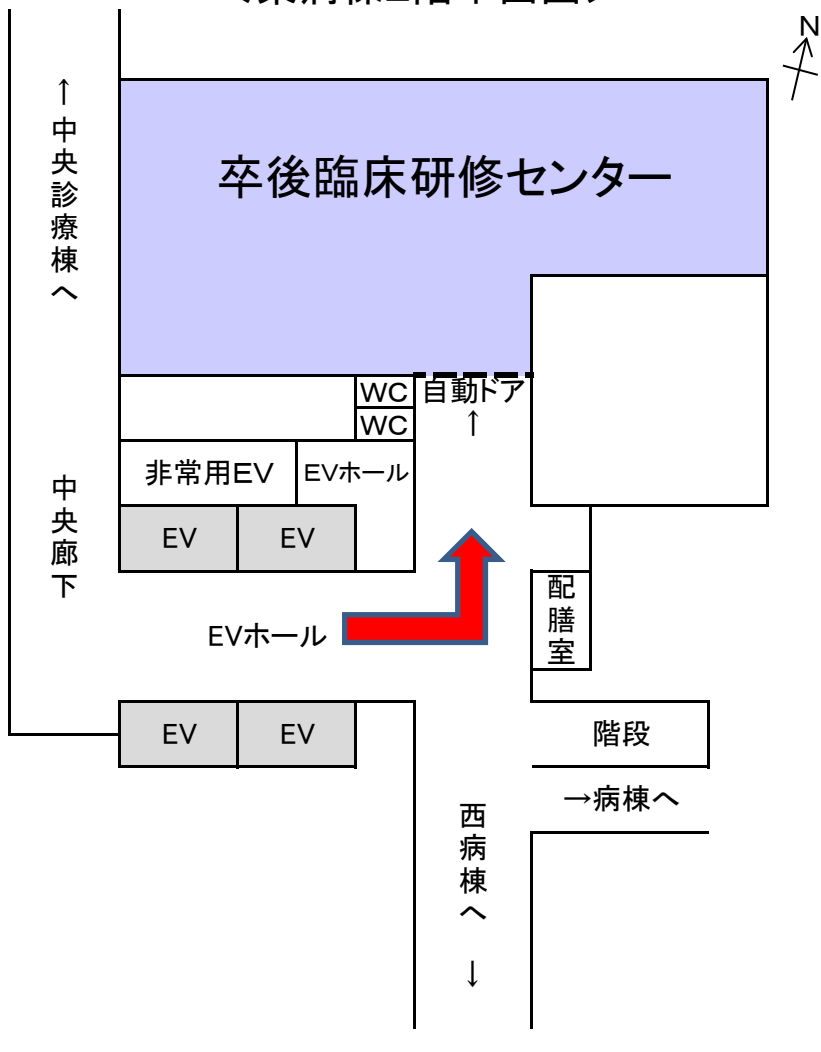 N
↑中央診療棟へ
卒後臨床研修センター
WC
自動ドア
↑
WC
非常用EV
EVホール
中央廊下
EV
EV
配膳室
EVホール
EV
EV
階段
→病棟へ
西病棟へ ↓